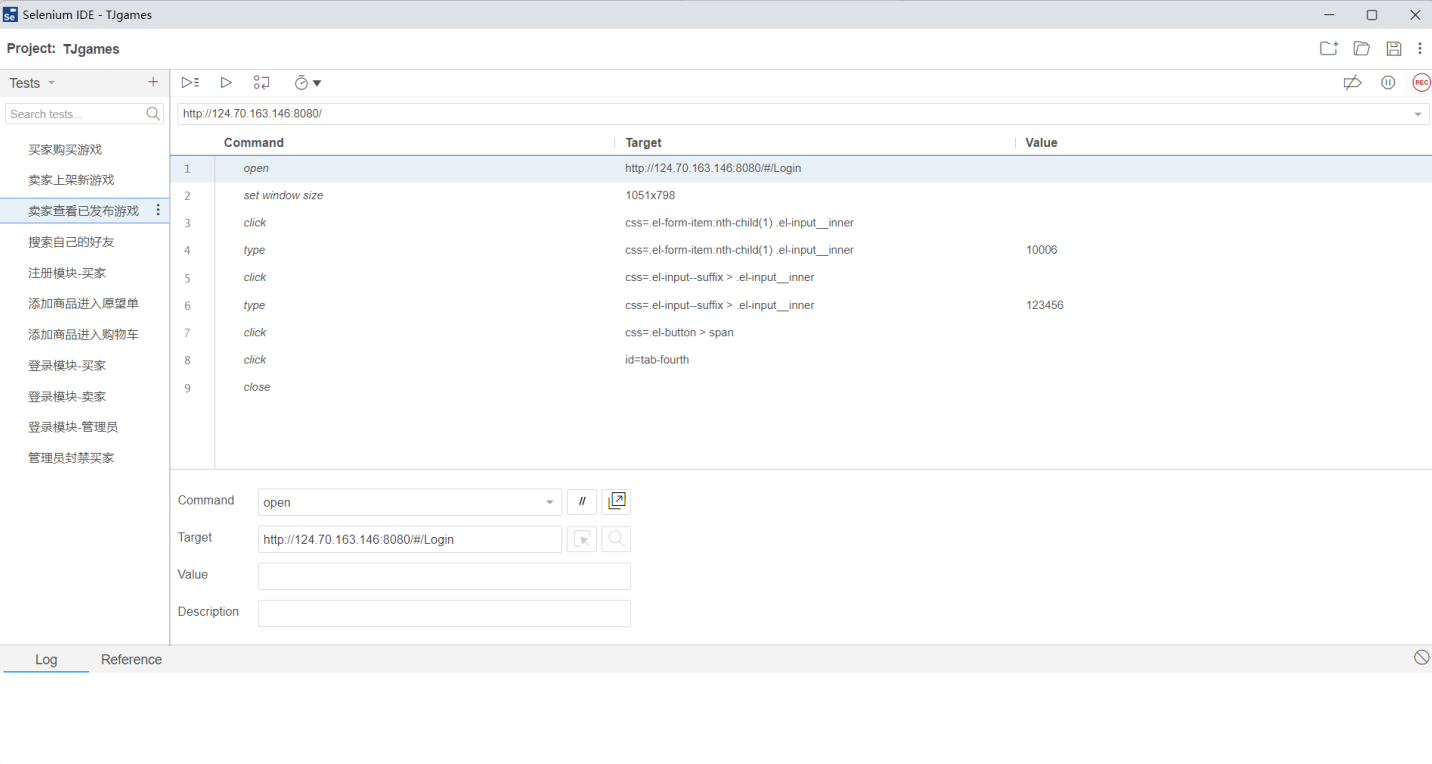 Se Selenium IDE - TJgames
Project: TJgames
Tests
REC
Search tests...
http://124.70.163.146:8080/
买家购买游戏
卖家上架新游戏
卖家查看已发布游戏
搜索自己的好友
注册模块-买家
添加商品进入愿望单
添加商品进入购物车
登录模块-买家
登录模块-卖家
登录模块-管理员
管理员封禁买家
Command Target Value
1 open http://124.70.163.146:8080/#/Login
2 set window size 1051x798
3 click css=.el-form-item:nth-child(1) .el-input__inner
4 type css=.el-form-item:nth-child(1) .el-input__inner 10006
5 click css=.el-input--suffix > .el-input__inner
6 type css=.el-input--suffix > .el-input__inner 123456
7 click css=.el-button > span
8 click id=tab-fourth
9 close
Command open //
Target http://124.70.163.146:8080/#/Login
Value
Description
Log Reference